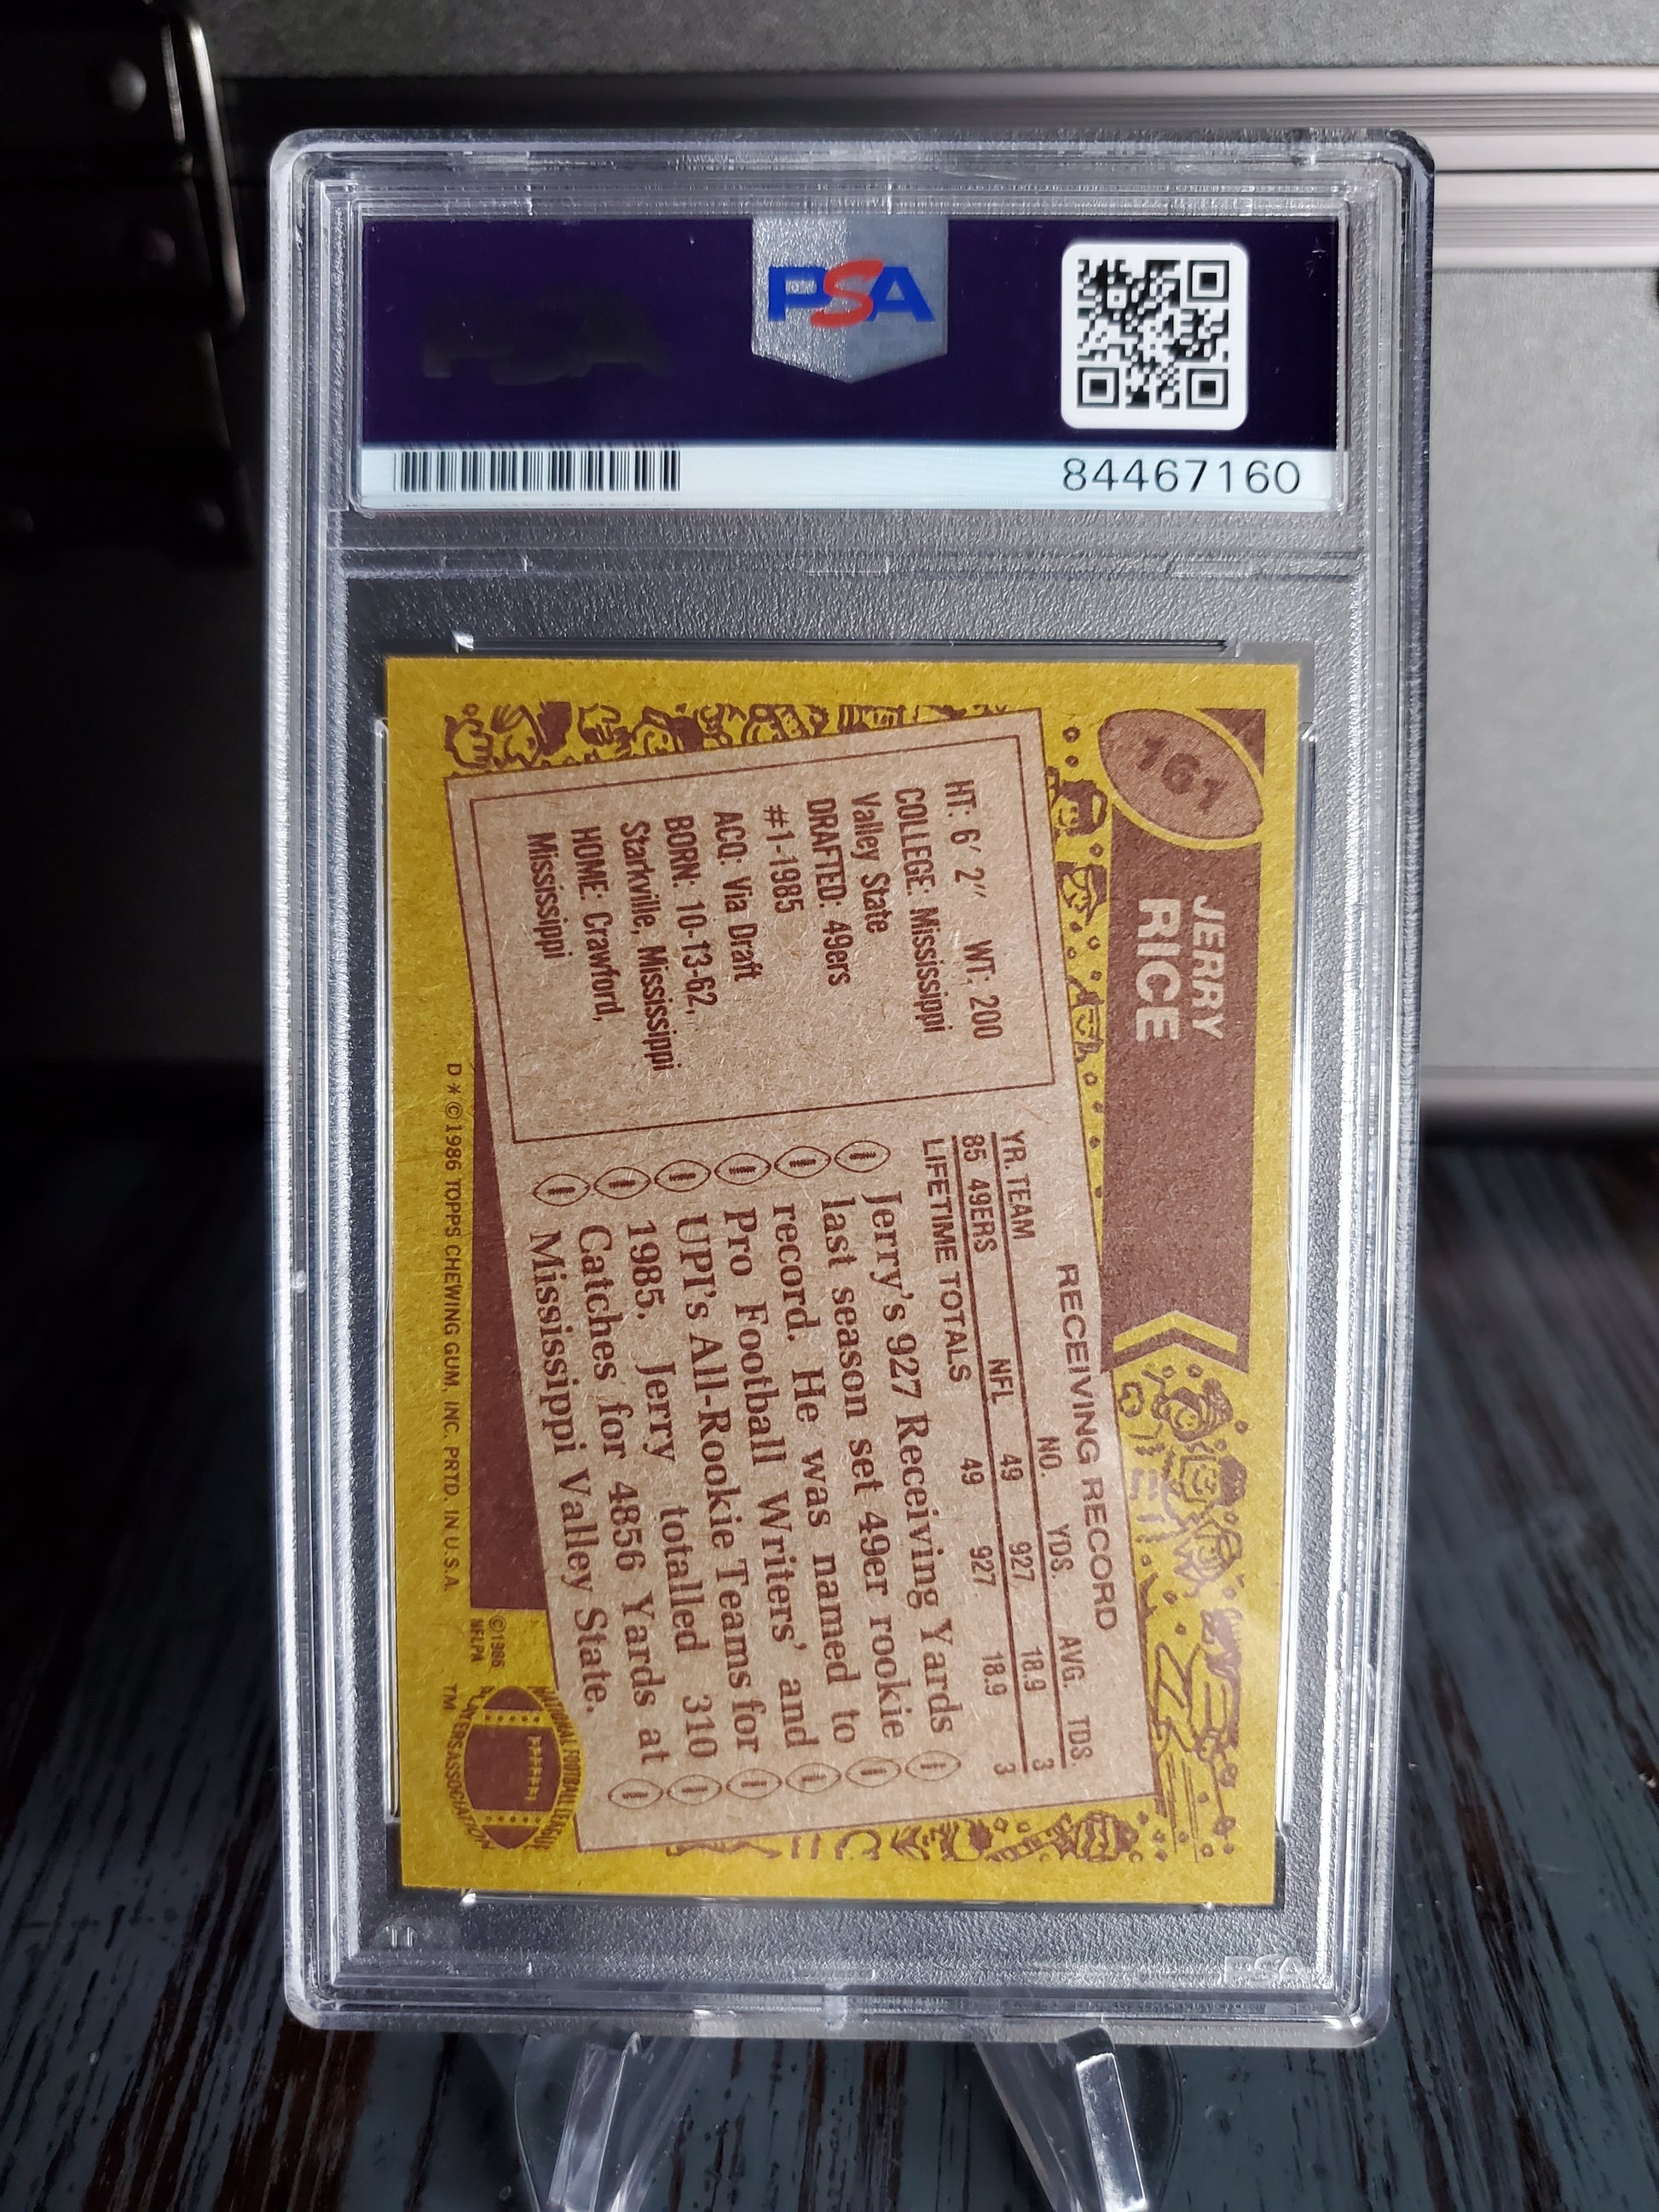 PSA
84467160
161
JERRY
RICE
HT: 6' 2" WT: 200
COLLEGE: Mississippi
Valley State
DRAFTED: 49ers
#1-1985
ACQ: Via Draft
BORN: 10-13-62,
Starkville, Mississippi
HOME: Crawford,
Mississippi
RECEIVING RECORD
YR. TEAM NO. YDS. AVG. TDS.
85 49ERS NFL 49 927 18.9 3
LIFETIME TOTALS 49 927 18.9 3
Jerry's 927 Receiving Yards
last season set 49er rookie
record. He was named to
Pro Football Writers' and
UPI's All-Rookie Teams for
1985. Jerry totalled 310
Catches for 4856 Yards at
Mississippi Valley State.
D * © 1986 TOPPS CHEWING GUM, INC. PRTD. IN U.S.A.
© 1986
NFLPA
TM
NATIONAL FOOTBALL LEAGUE
PLAYERS ASSOCIATION
PSA